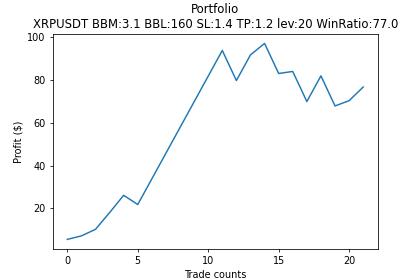 Portfolio
XRPUSDT BBM:3.1 BBL:160 SL:1.4 TP:1.2 lev:20 WinRatio:77.0
100
80
60
40
20
Profit ($)
0
5
10
15
20
Trade counts